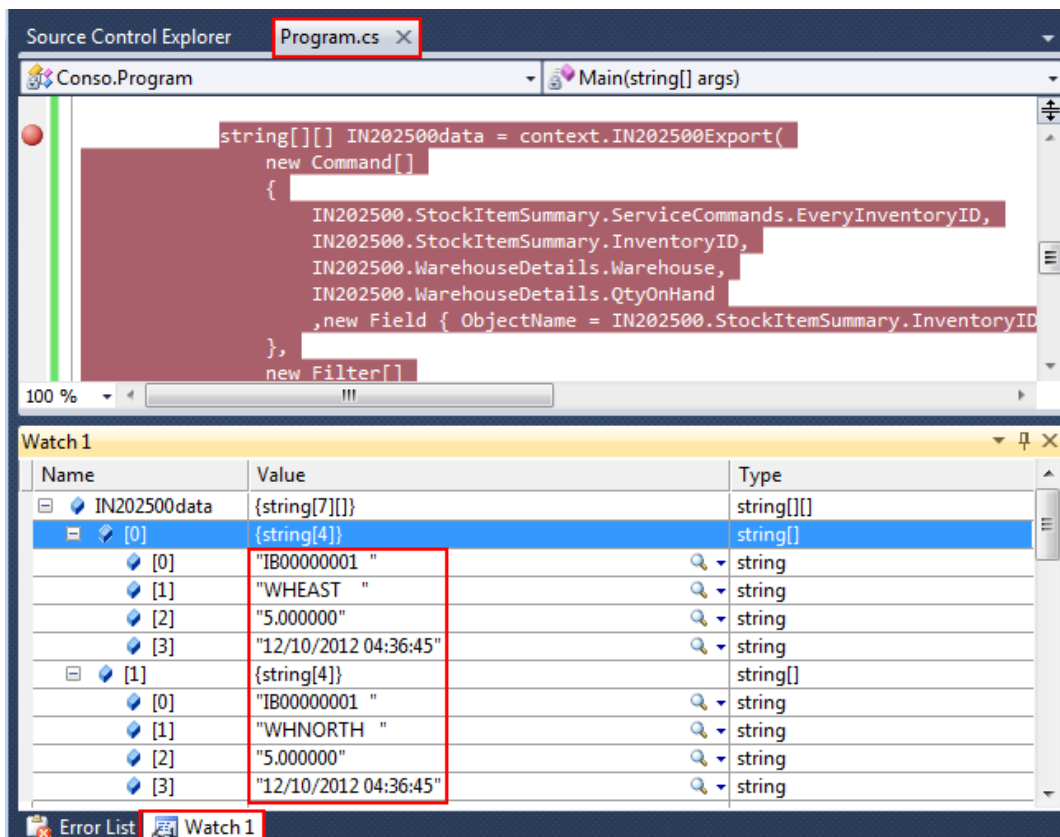 Source Control Explorer Program.cs
Conso.Program Main(string[] args)
string[][] IN202500data = context.IN202500Export(
new Command[]
{
IN202500.StockItemSummary.ServiceCommands.EveryInventoryID,
IN202500.StockItemSummary.InventoryID,
IN202500.WarehouseDetails.Warehouse,
IN202500.WarehouseDetails.QtyOnHand
,new Field { ObjectName = IN202500.StockItemSummary.InventoryID
},
new Filter[]
100 %
Watch 1
Name Value Type
IN202500data {string[7][]} string[][]
[0] {string[4]} string[]
[0] "IB00000001  " string
[1] "WHEAST    " string
[2] "5.000000" string
[3] "12/10/2012 04:36:45" string
[1] {string[4]} string[]
[0] "IB00000001  " string
[1] "WHNORTH   " string
[2] "5.000000" string
[3] "12/10/2012 04:36:45" string
Error List Watch 1